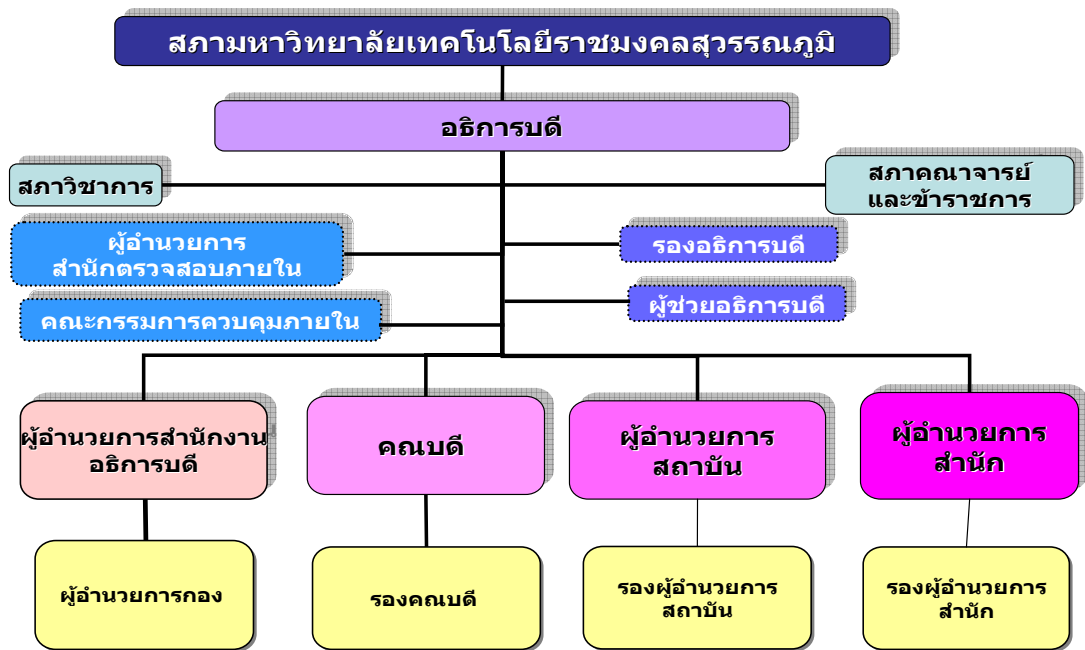 สภามหาวิทยาลัยเทคโนโลยีราชมงคลสุวรรณภูมิ
อธิการบดี
สภาวิชาการ
สภาคณาจารย์
และข้าราชการ
ผู้อำนวยการ
สำนักตรวจสอบภายใน
รองอธิการบดี
คณะกรรมการควบคุมภายใน
ผู้ช่วยอธิการบดี
ผู้อำนวยการสำนักงาน
อธิการบดี
คณบดี
ผู้อำนวยการ
สถาบัน
ผู้อำนวยการ
สำนัก
ผู้อำนวยการกอง
รองคณบดี
รองผู้อำนวยการ
สถาบัน
รองผู้อำนวยการ
สำนัก